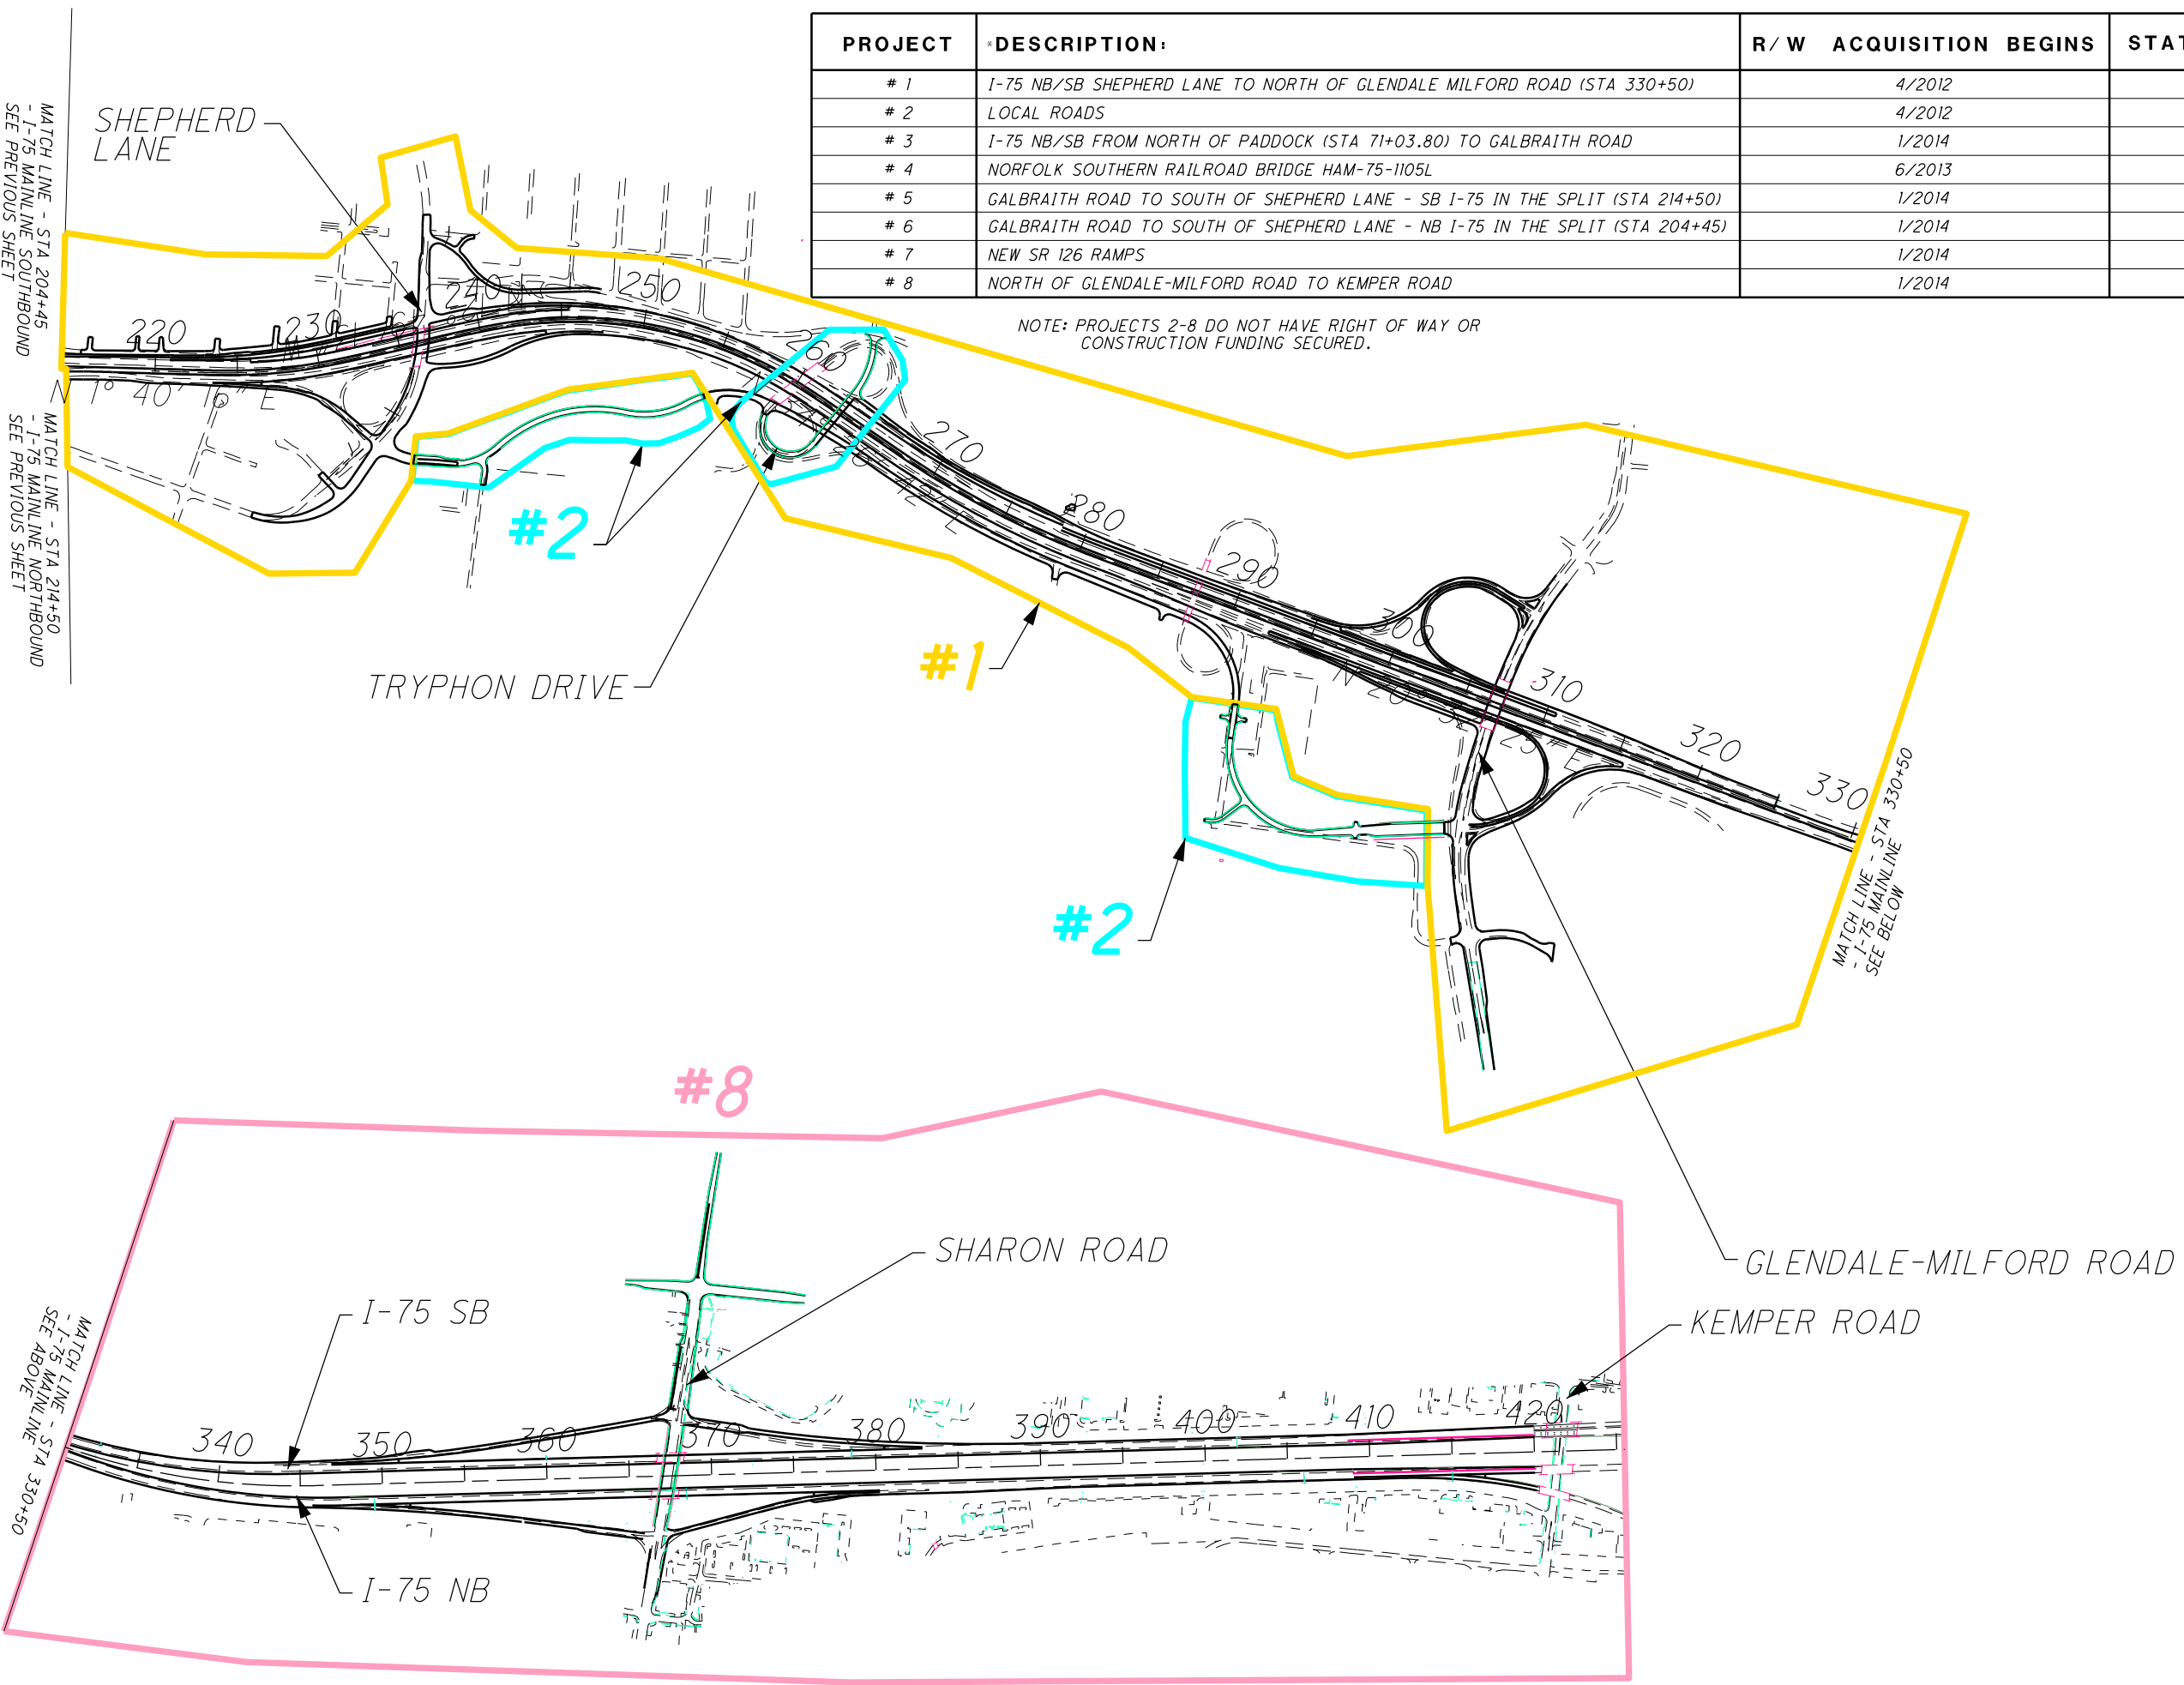 PROJECT *DESCRIPTION: R/W ACQUISITION BEGINS STAT
# 1 I-75 NB/SB SHEPHERD LANE TO NORTH OF GLENDALE MILFORD ROAD (STA 330+50) 4/2012
# 2 LOCAL ROADS 4/2012
# 3 I-75 NB/SB FROM NORTH OF PADDOCK (STA 71+03.80) TO GALBRAITH ROAD 1/2014
# 4 NORFOLK SOUTHERN RAILROAD BRIDGE HAM-75-1105L 6/2013
# 5 GALBRAITH ROAD TO SOUTH OF SHEPHERD LANE - SB I-75 IN THE SPLIT (STA 214+50) 1/2014
# 6 GALBRAITH ROAD TO SOUTH OF SHEPHERD LANE - NB I-75 IN THE SPLIT (STA 204+45) 1/2014
# 7 NEW SR 126 RAMPS 1/2014
# 8 NORTH OF GLENDALE-MILFORD ROAD TO KEMPER ROAD 1/2014
NOTE: PROJECTS 2-8 DO NOT HAVE RIGHT OF WAY OR
CONSTRUCTION FUNDING SECURED.
MATCH LINE - STA 204+45
- I-75 MAINLINE SOUTHBOUND
SEE PREVIOUS SHEET
SHEPHERD
LANE
220
230
240
250
260
270
280
290
300
310
320
330
N 1° 40' 16" E
MATCH LINE - STA 214+50
- I-75 MAINLINE NORTHBOUND
SEE PREVIOUS SHEET
#2
TRYPHON DRIVE
#1
#2
MATCH LINE - STA 330+50
- I-75 MAINLINE
SEE BELOW
#8
SHARON ROAD
GLENDALE-MILFORD ROAD
I-75 SB
KEMPER ROAD
MATCH LINE - STA 330+50
- I-75 MAINLINE
SEE ABOVE
340
350
360
370
380
390
400
410
420
I-75 NB